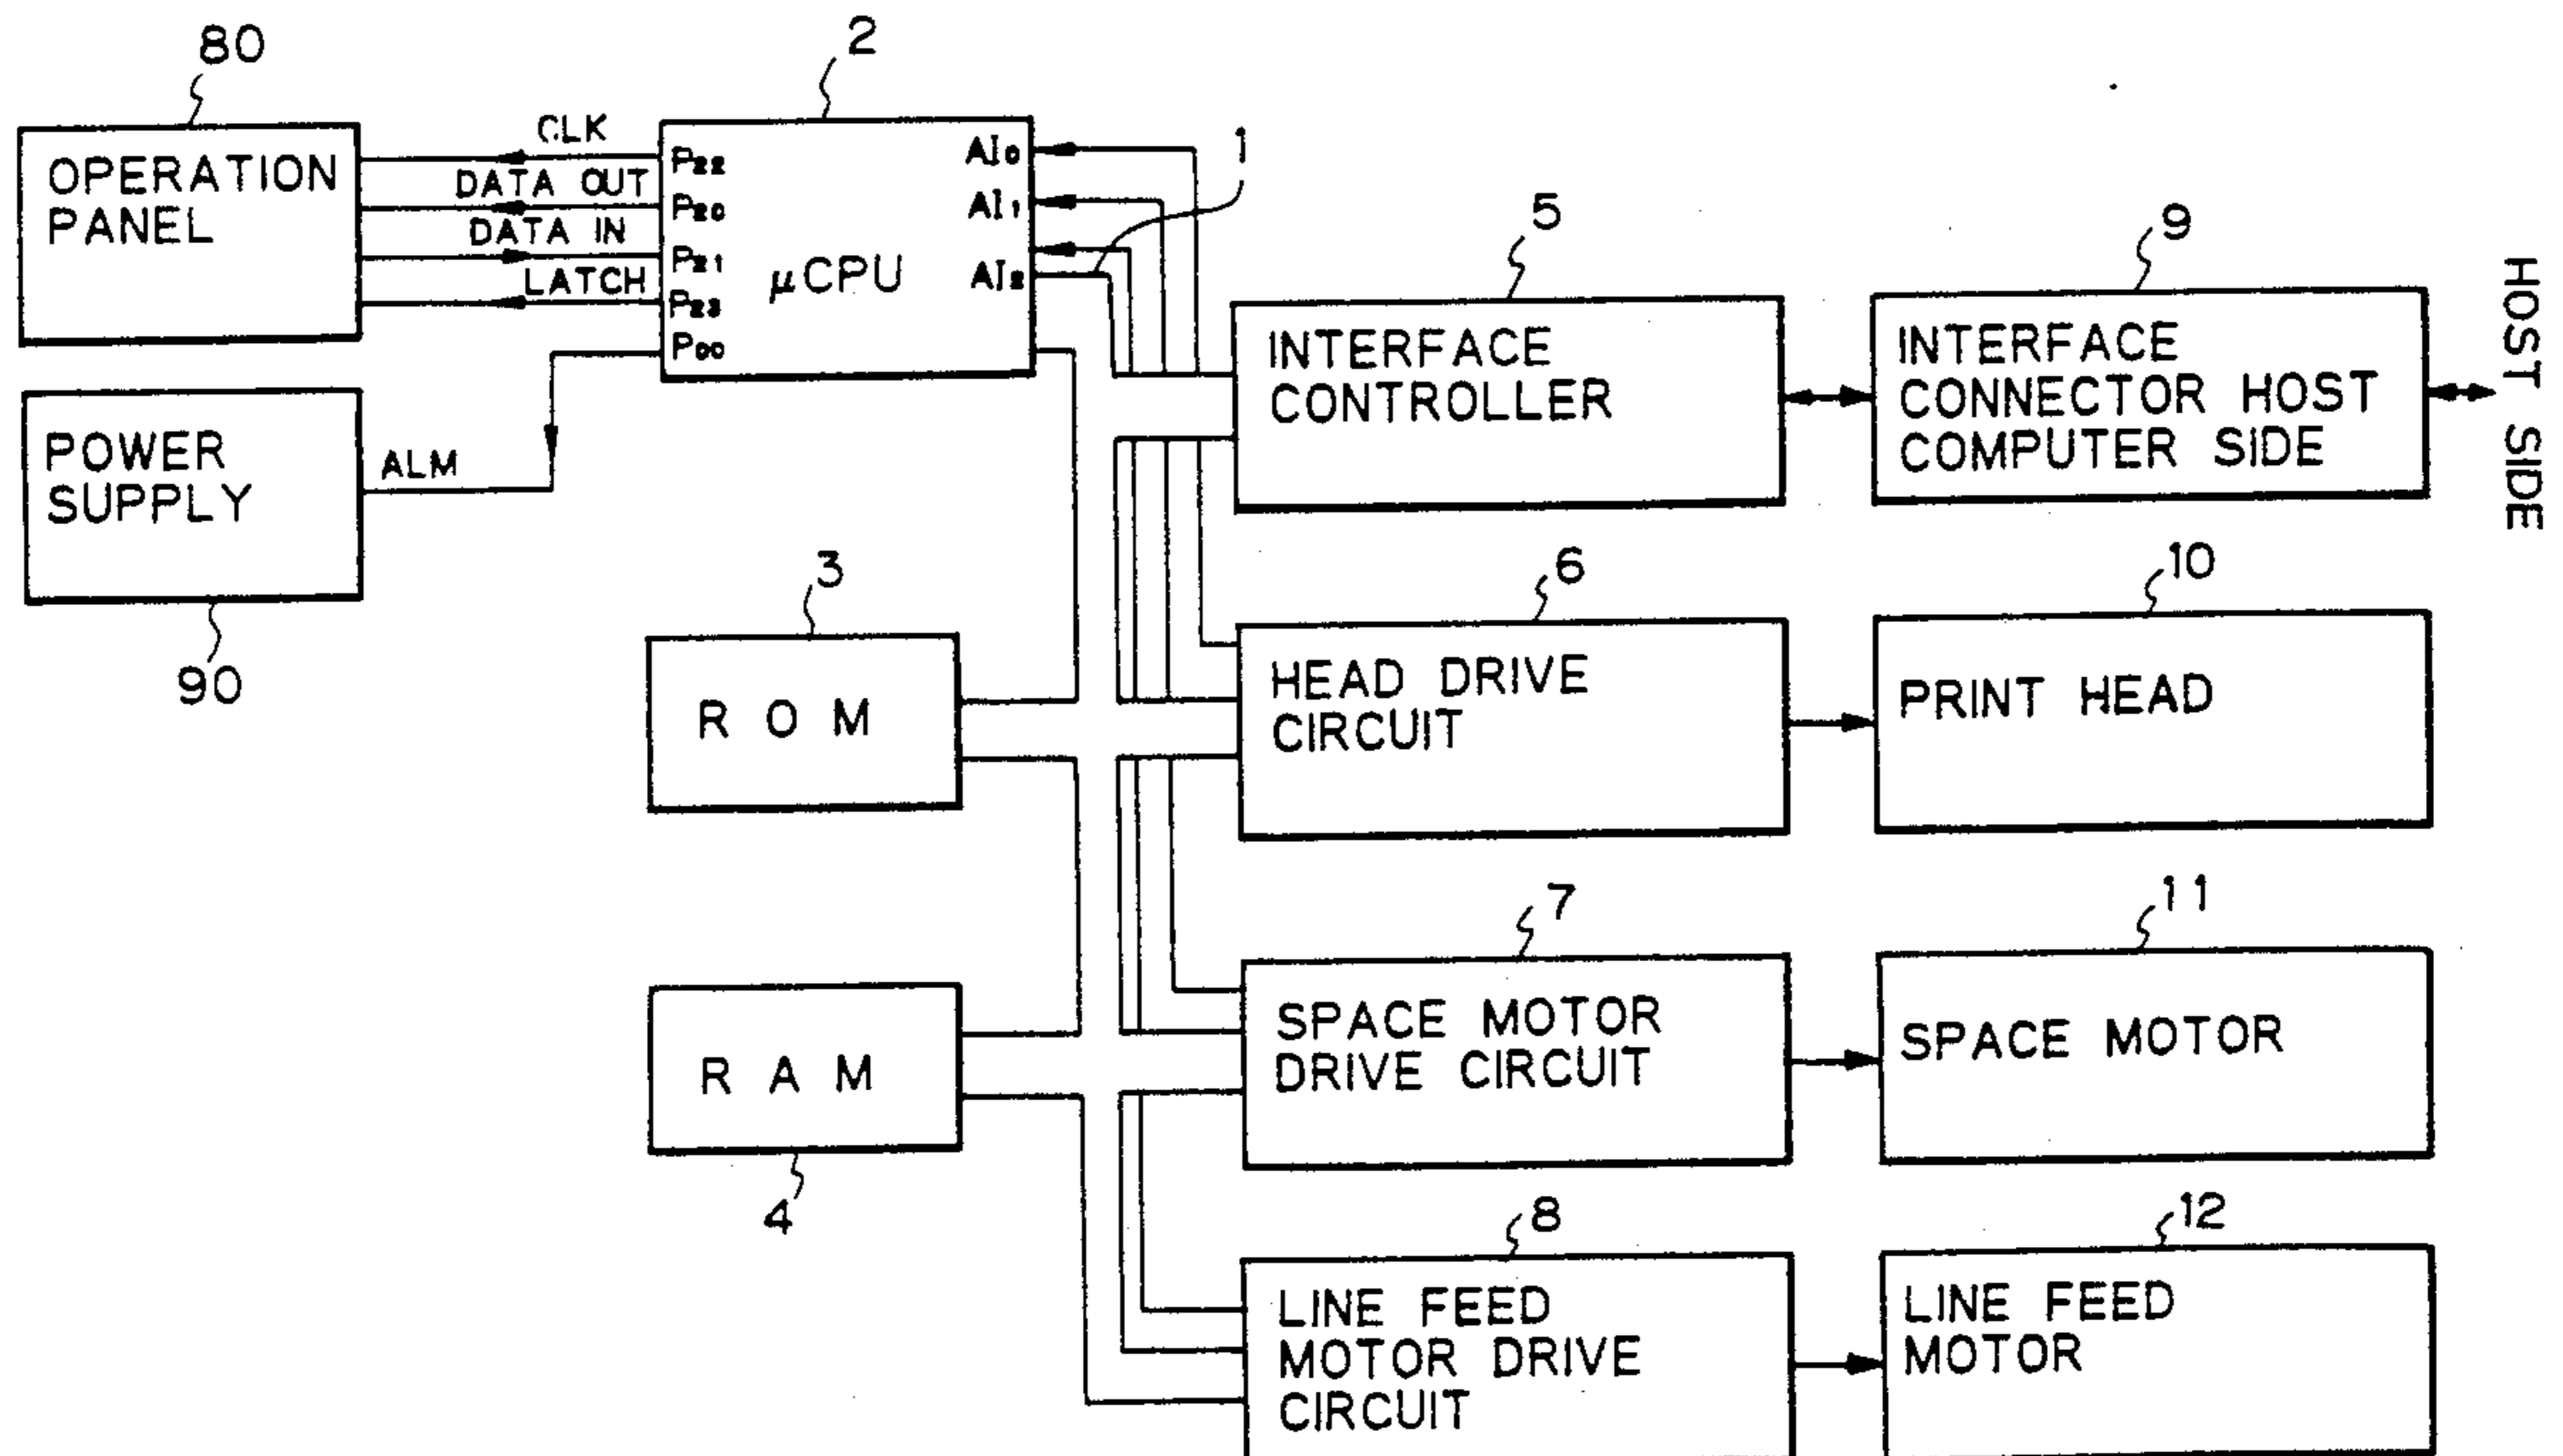 80
OPERATION
PANEL
CLK
DATA OUT
DATA IN
LATCH
2
P22
P20
P21
P23
P00
μCPU
AI0
AI1
AI2
1
POWER
SUPPLY
ALM
90
3
R O M
R A M
4
5
INTERFACE
CONTROLLER
9
INTERFACE
CONNECTOR HOST
COMPUTER SIDE
HOST SIDE
6
HEAD DRIVE
CIRCUIT
10
PRINT HEAD
7
SPACE MOTOR
DRIVE CIRCUIT
11
SPACE MOTOR
8
LINE FEED
MOTOR DRIVE
CIRCUIT
12
LINE FEED
MOTOR